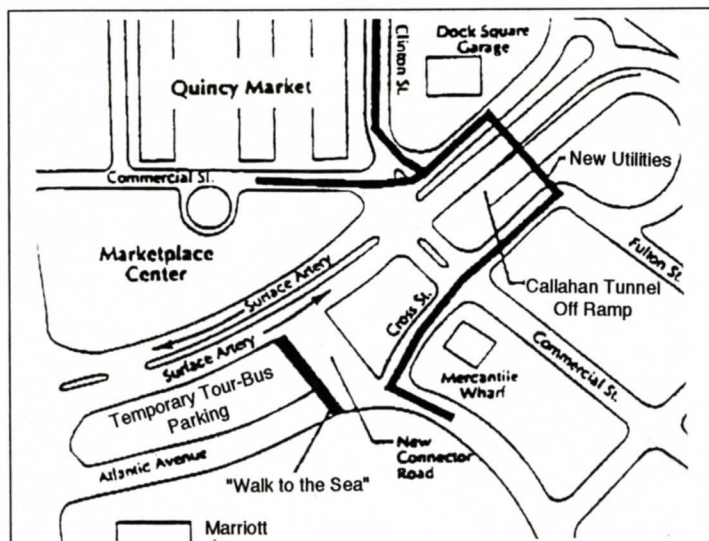 Clinton St.
Dock Square
Garage
Quincy Market
New Utilities
Commercial St.
Marketplace
Center
Surface Artery
Fulton St.
Callahan Tunnel
Off Ramp
Cross St.
Surface Artery
Commercial St.
Mercantile
Wharf
Temporary Tour-Bus
Parking
New
Connector
Road
Atlantic Avenue
"Walk to the Sea"
Marriott